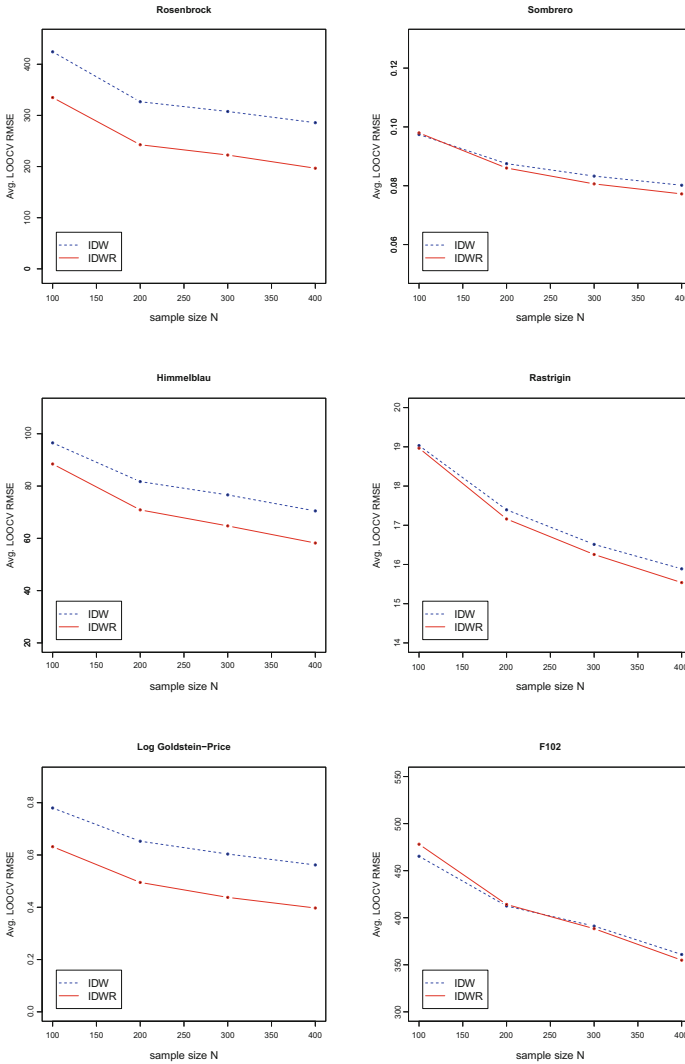 Rosenbrock
Avg. LOOCV RMSE
400
300
200
100
0
IDW
IDWR
100 150 200 250 300 350 400
sample size N
Sombrero
Avg. LOOCV RMSE
0.12
0.10
0.08
0.06
IDW
IDWR
100 150 200 250 300 350 400
sample size N
Himmelblau
Avg. LOOCV RMSE
100
80
60
40
20
IDW
IDWR
100 150 200 250 300 350 400
sample size N
Rastrigin
Avg. LOOCV RMSE
20
19
18
17
16
15
14
IDW
IDWR
100 150 200 250 300 350 400
sample size N
Log Goldstein−Price
Avg. LOOCV RMSE
0.8
0.6
0.4
0.2
0.0
IDW
IDWR
100 150 200 250 300 350 400
sample size N
F102
Avg. LOOCV RMSE
550
500
450
400
350
300
IDW
IDWR
100 150 200 250 300 350 400
sample size N